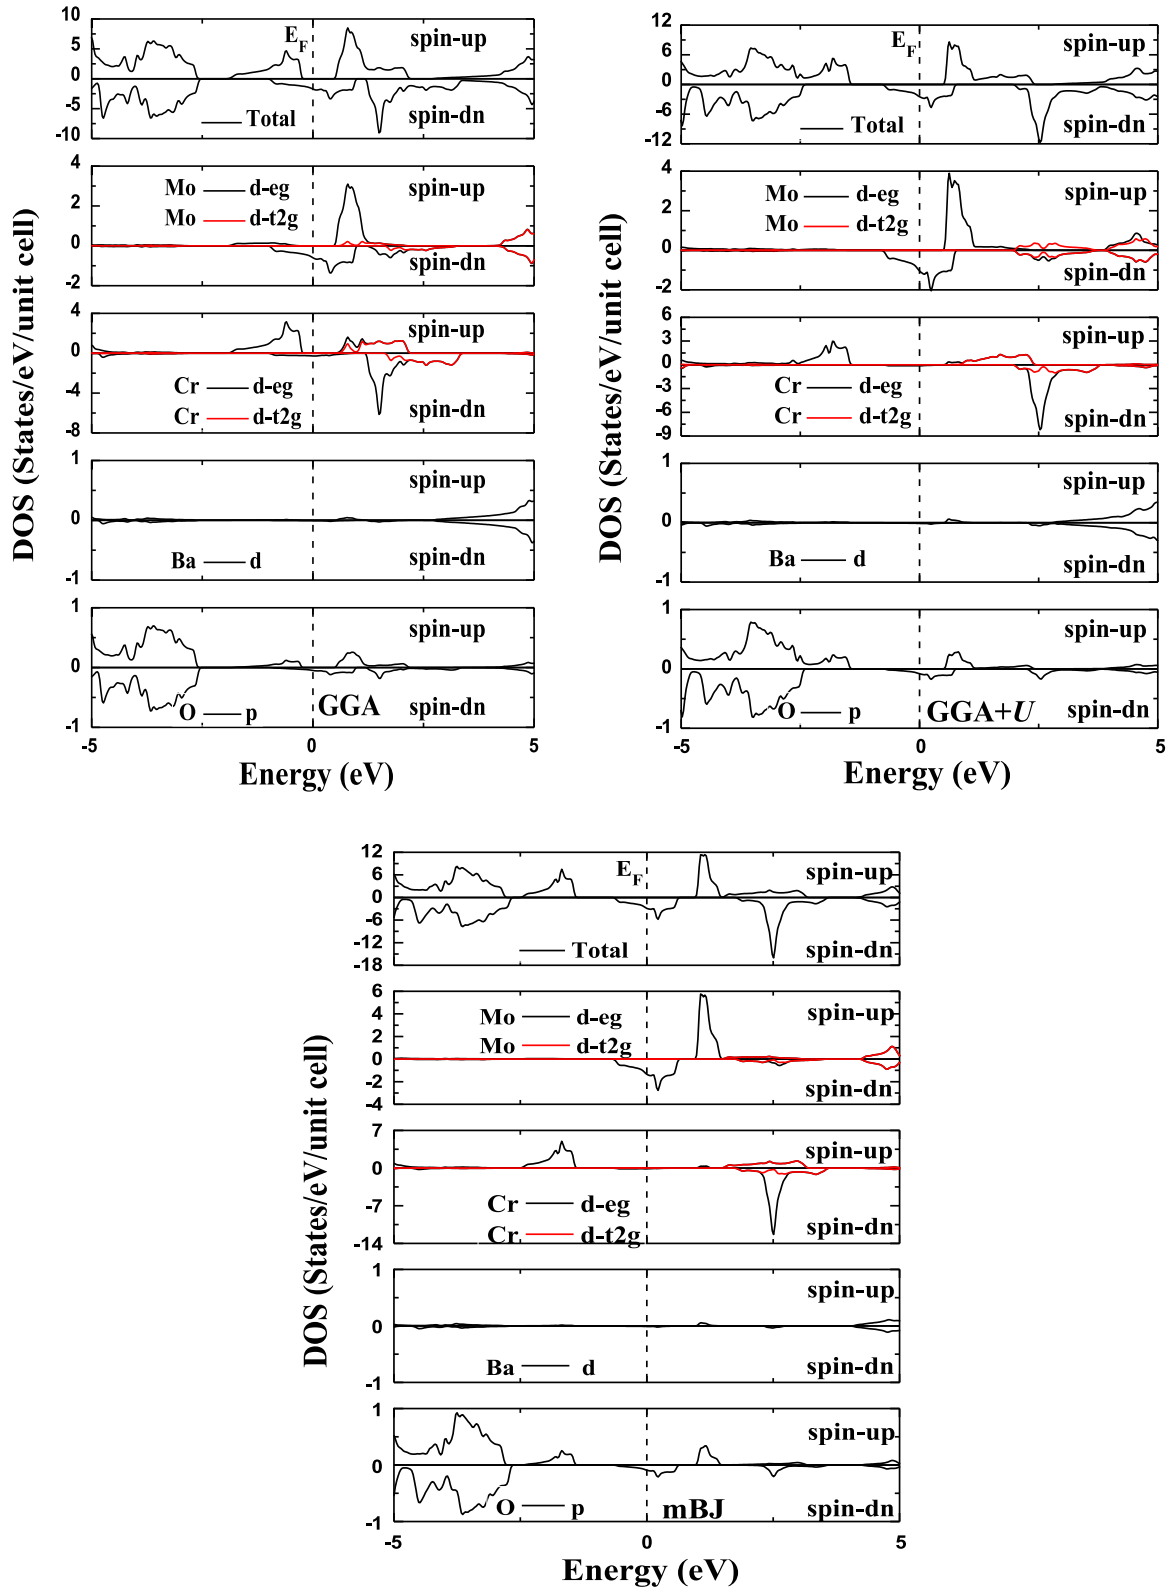 DOS (States/eV/unit cell)
10
5
0
-5
-10
E_F
spin-up
spin-dn
Total
4
2
0
-2
Mo d-eg
Mo d-t2g
spin-up
spin-dn
4
0
-4
-8
spin-up
Cr d-eg
Cr d-t2g
spin-dn
1
0
-1
spin-up
spin-dn
Ba d
1
0
-1
spin-up
O p
GGA
spin-dn
-5 0 5
Energy (eV)
DOS (States/eV/unit cell)
12
6
0
-6
-12
E_F
spin-up
Total
spin-dn
4
2
0
-2
Mo d-eg
Mo d-t2g
spin-up
spin-dn
6
3
0
-3
-6
-9
spin-up
Cr d-eg
Cr d-t2g
spin-dn
1
0
-1
spin-up
Ba d
spin-dn
1
0
-1
spin-up
O p
GGA+U
spin-dn
-5 0 5
Energy (eV)
DOS (States/eV/unit cell)
12
6
0
-6
-12
-18
E_F
spin-up
Total
spin-dn
6
4
2
0
-2
-4
Mo d-eg
Mo d-t2g
spin-up
spin-dn
7
0
-7
-14
spin-up
Cr d-eg
Cr d-t2g
spin-dn
1
0
-1
spin-up
Ba d
spin-dn
1
0
-1
spin-up
O p
mBJ
spin-dn
-5 0 5
Energy (eV)